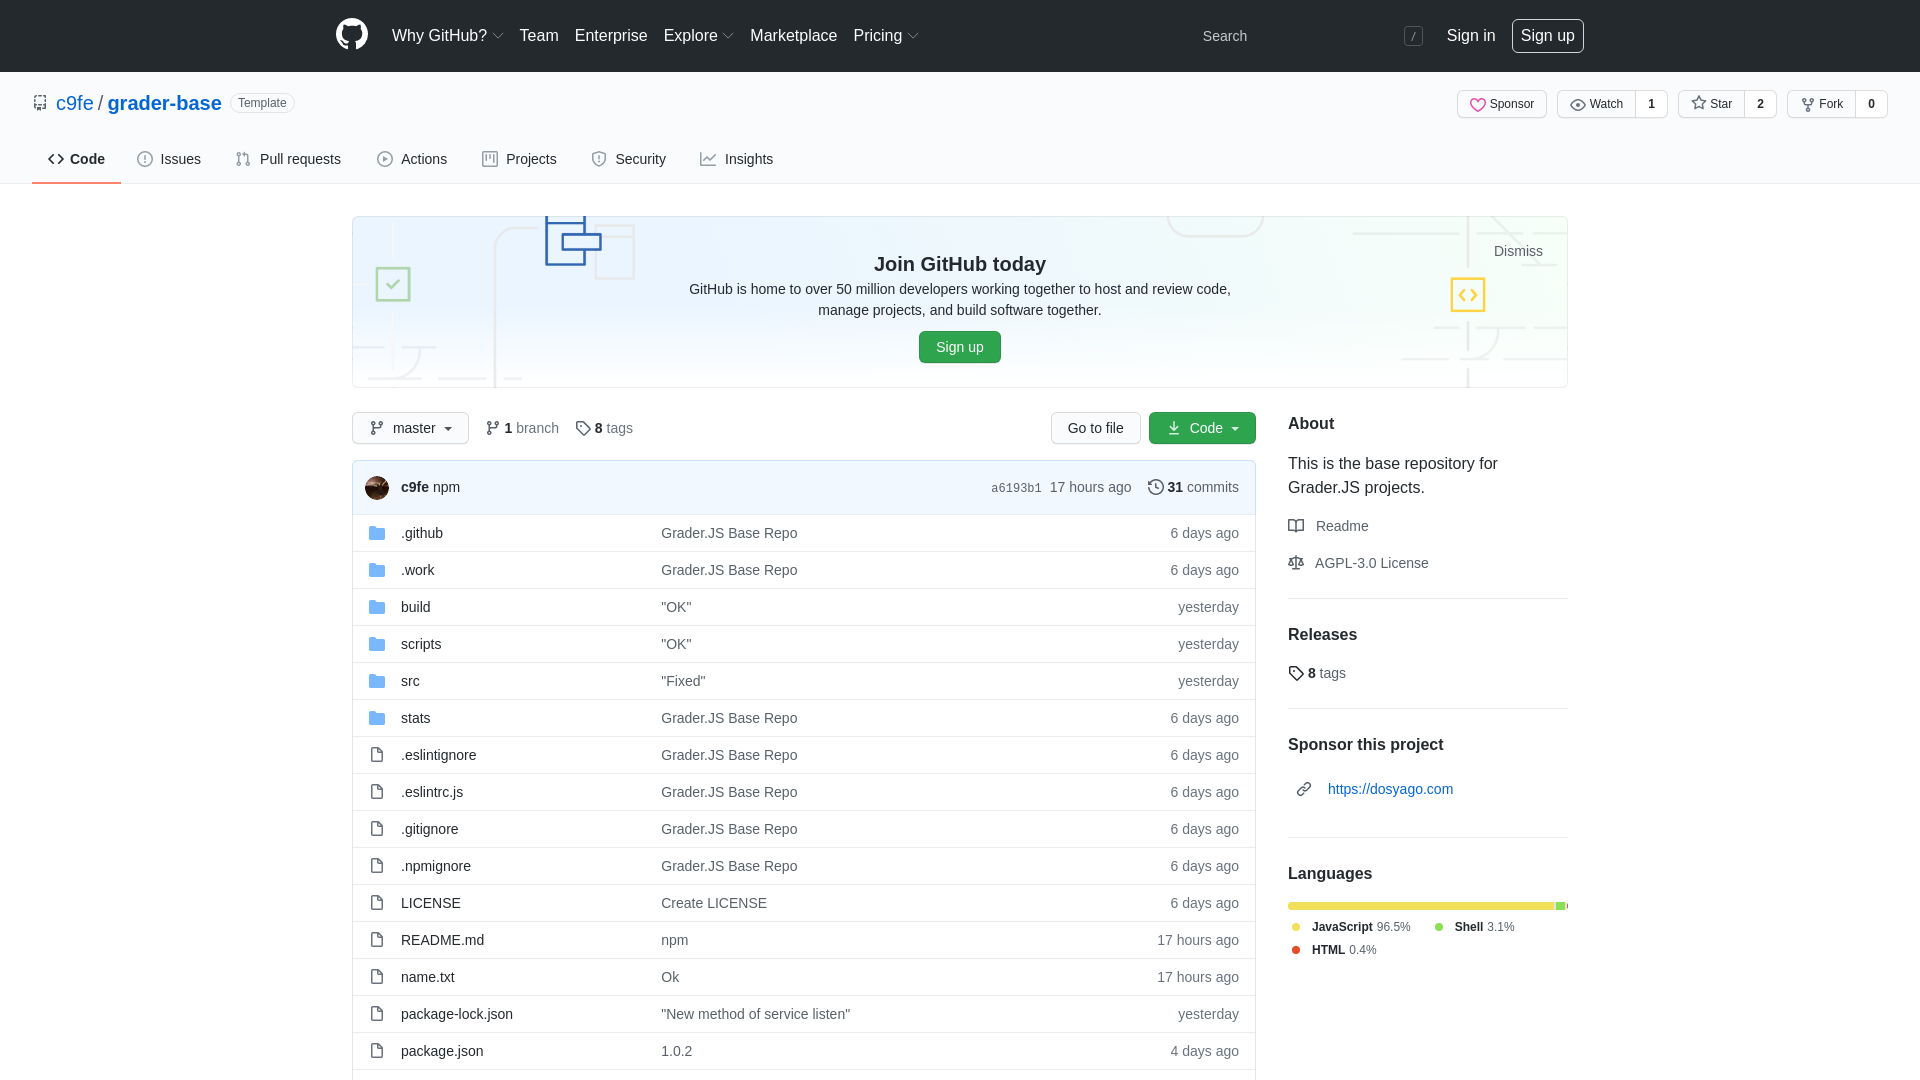 Why GitHub? Team Enterprise Explore Marketplace Pricing Search / Sign in Sign up
c9fe / grader-base Template Sponsor Watch 1 Star 2 Fork 0
Code Issues Pull requests Actions Projects Security Insights
Dismiss
Join GitHub today
GitHub is home to over 50 million developers working together to host and review code,
manage projects, and build software together.
Sign up
master 1 branch 8 tags Go to file Code
c9fe npm a6193b1 17 hours ago 31 commits
.github Grader.JS Base Repo 6 days ago
.work Grader.JS Base Repo 6 days ago
build "OK" yesterday
scripts "OK" yesterday
src "Fixed" yesterday
stats Grader.JS Base Repo 6 days ago
.eslintignore Grader.JS Base Repo 6 days ago
.eslintrc.js Grader.JS Base Repo 6 days ago
.gitignore Grader.JS Base Repo 6 days ago
.npmignore Grader.JS Base Repo 6 days ago
LICENSE Create LICENSE 6 days ago
README.md npm 17 hours ago
name.txt Ok 17 hours ago
package-lock.json "New method of service listen" yesterday
package.json 1.0.2 4 days ago
About
This is the base repository for
Grader.JS projects.
Readme
AGPL-3.0 License
Releases
8 tags
Sponsor this project
https://dosyago.com
Languages
JavaScript 96.5% Shell 3.1%
HTML 0.4%